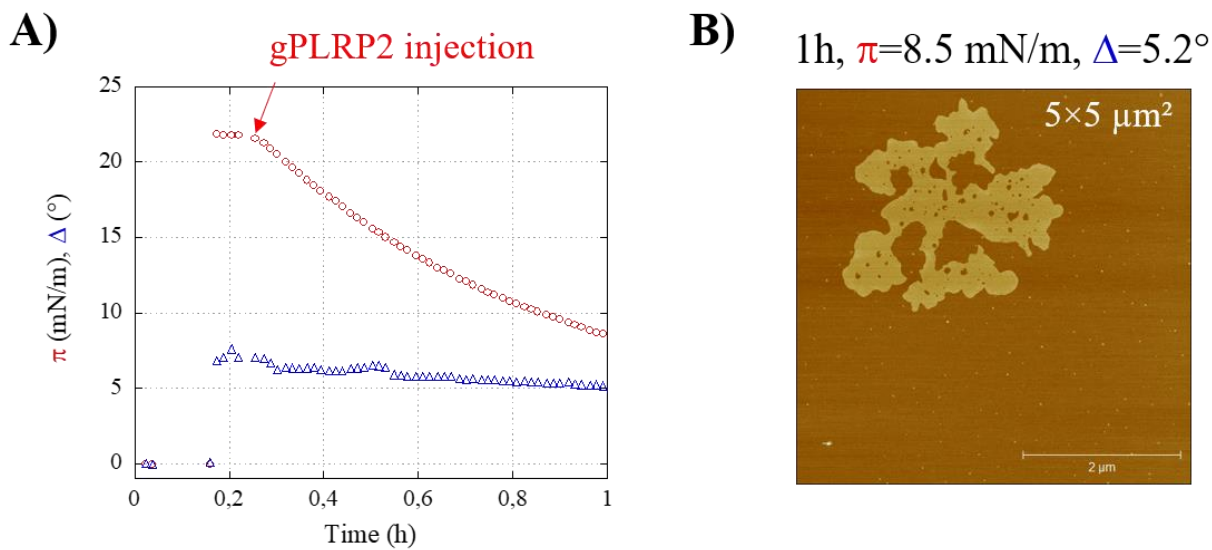 A)
gPLRP2 injection
25
20
15
10
5
0
π (mN/m), Δ (°)
0
0,2
0,4
0,6
0,8
1
Time (h)
B)
1h, π=8.5 mN/m, Δ=5.2°
5×5 µm²
2 µm